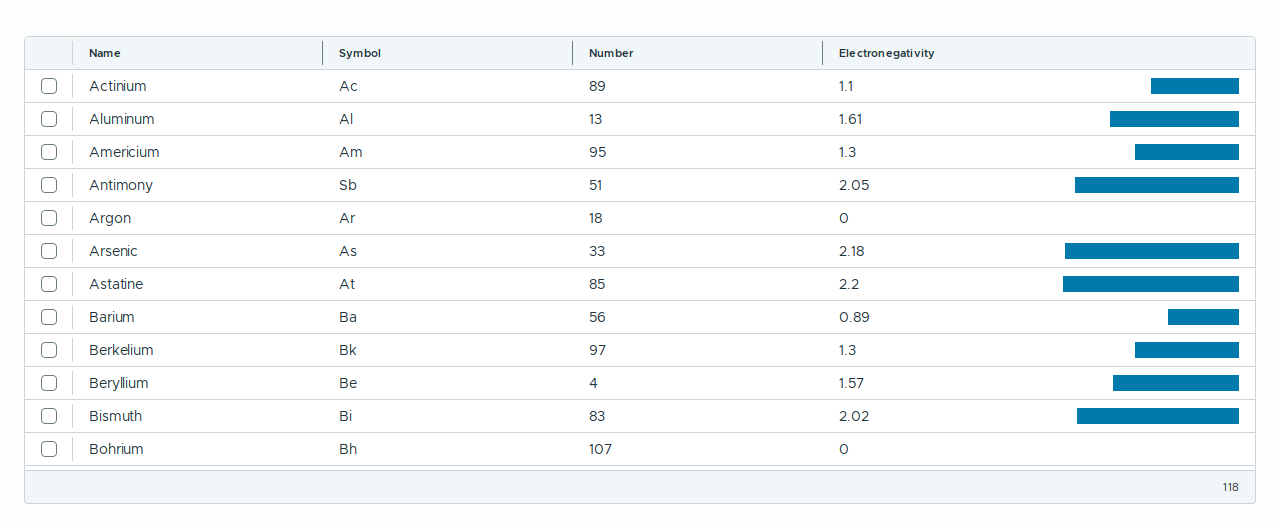 Name Symbol Number Electronegativity
Actinium Ac 89 1.1
Aluminum Al 13 1.61
Americium Am 95 1.3
Antimony Sb 51 2.05
Argon Ar 18 0
Arsenic As 33 2.18
Astatine At 85 2.2
Barium Ba 56 0.89
Berkelium Bk 97 1.3
Beryllium Be 4 1.57
Bismuth Bi 83 2.02
Bohrium Bh 107 0
118